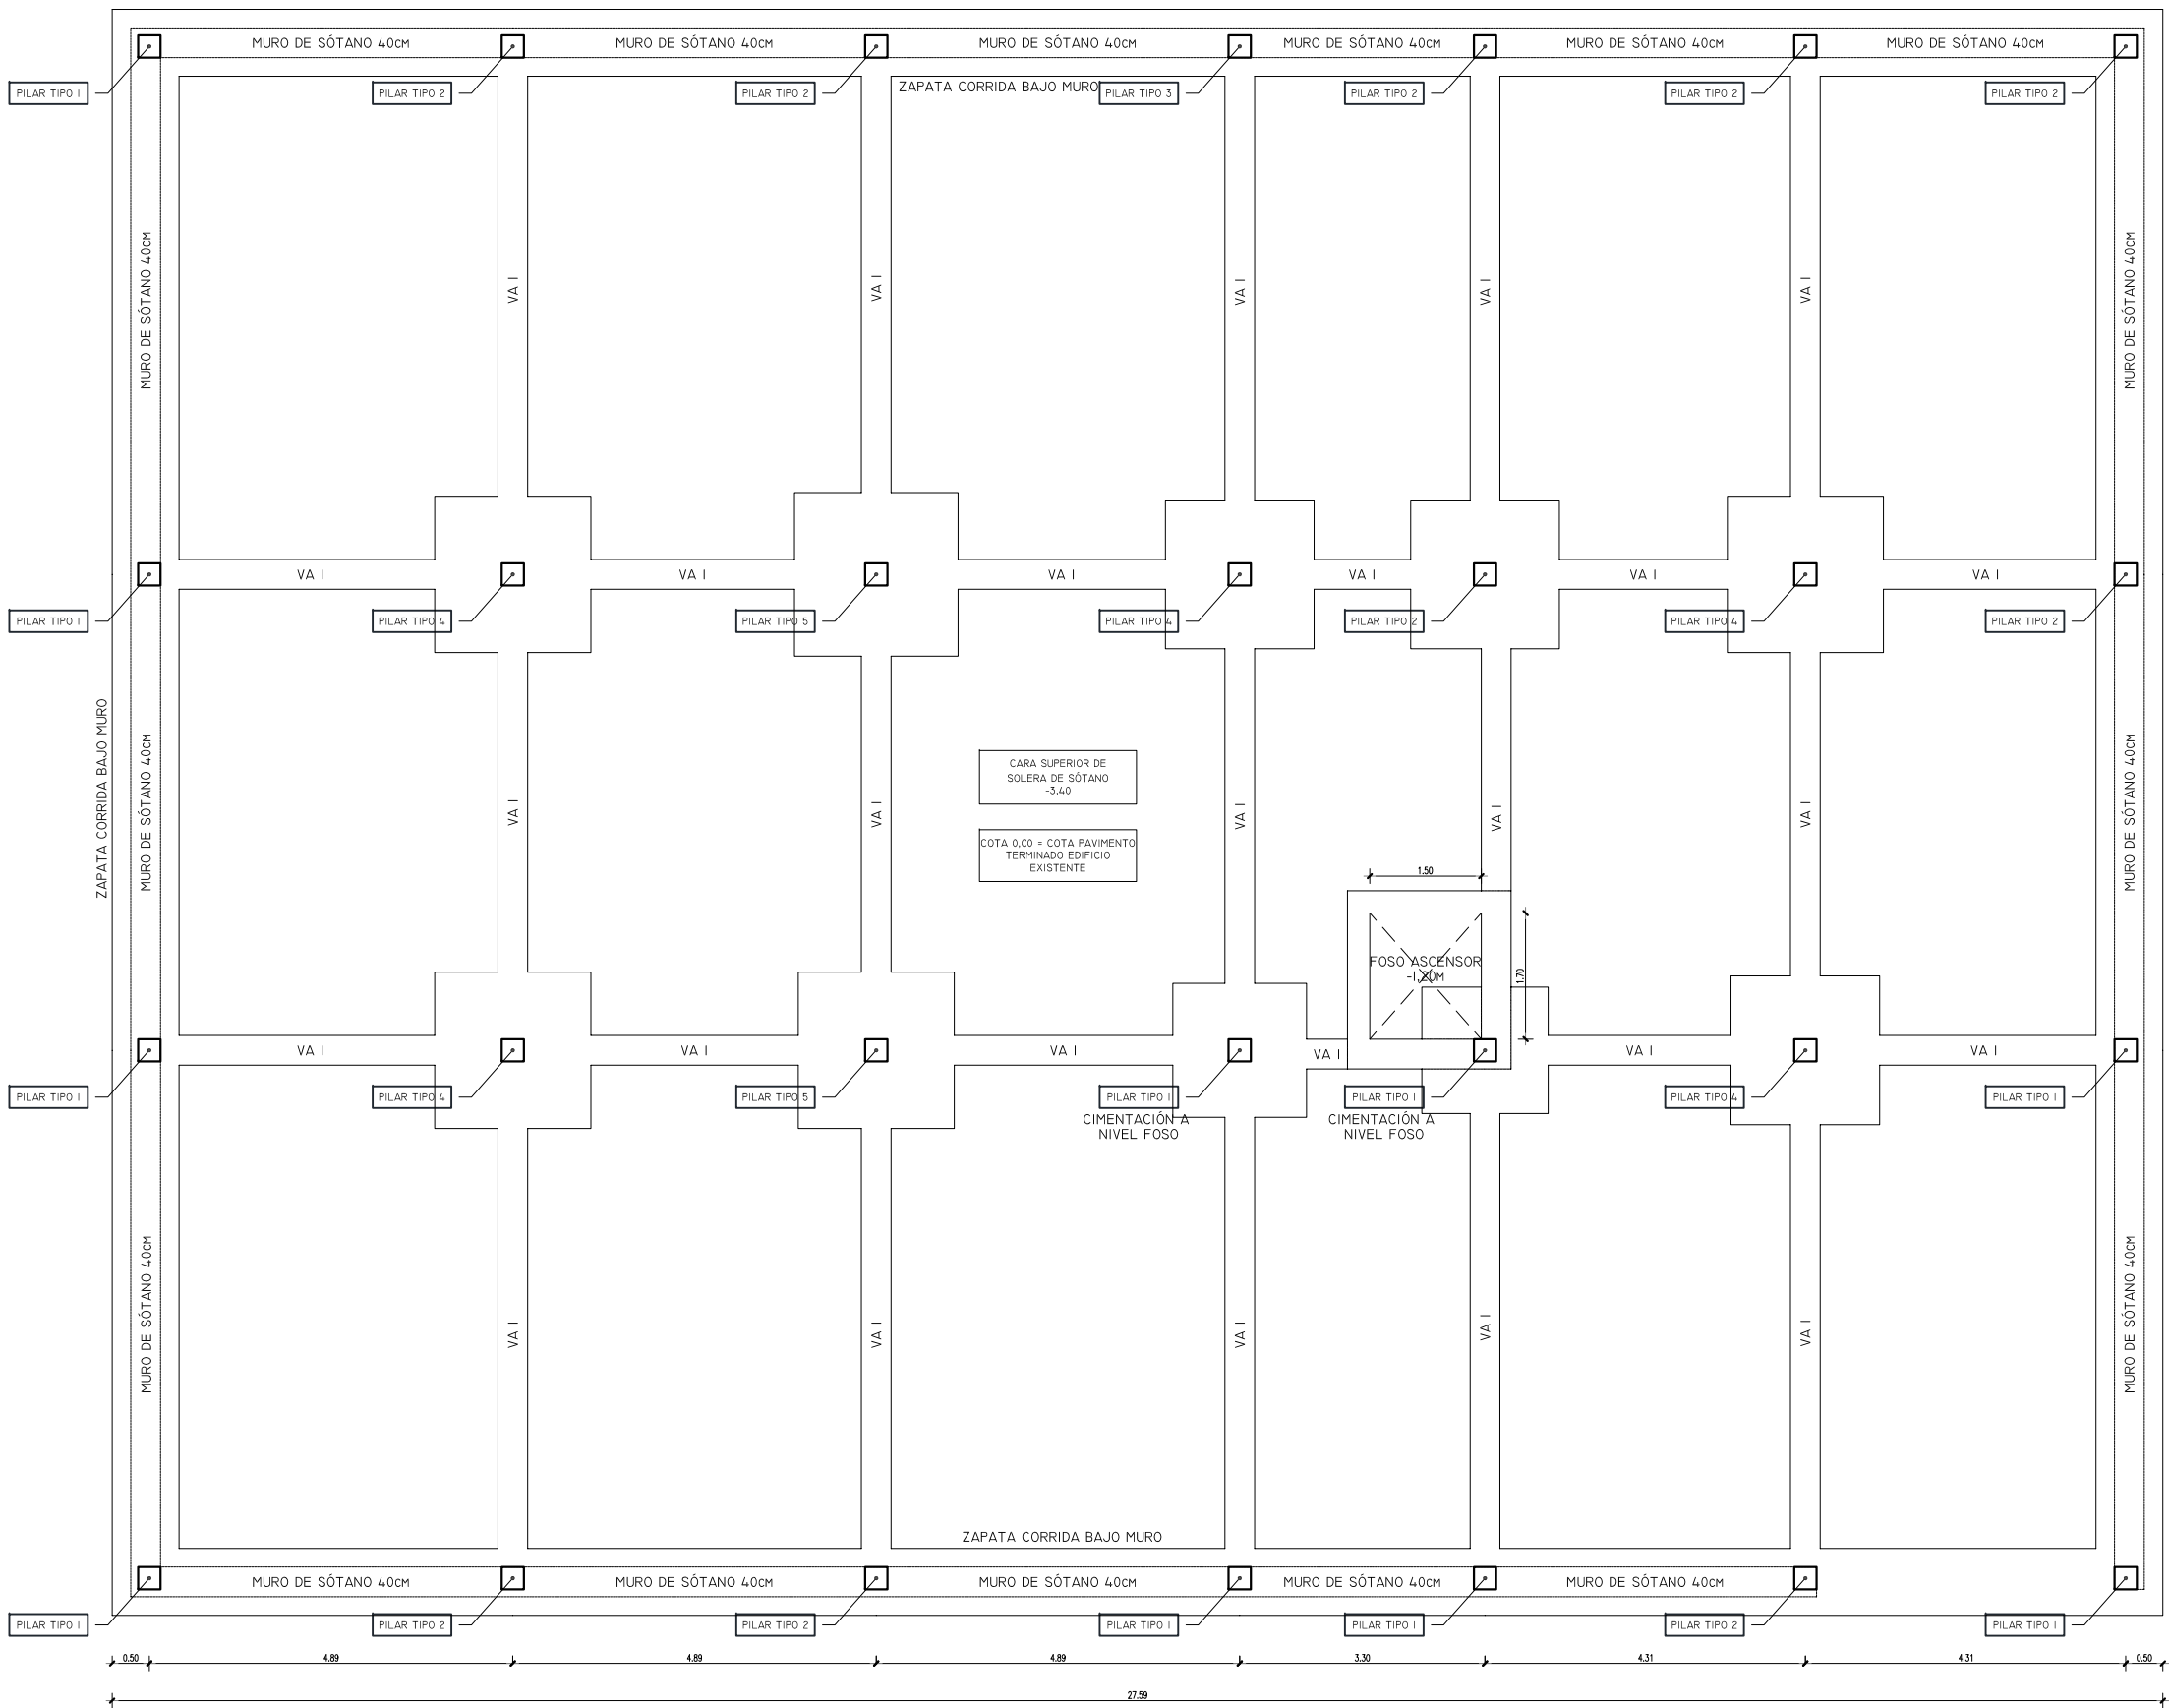 MURO DE SÓTANO 40CM
MURO DE SÓTANO 40CM
MURO DE SÓTANO 40CM
MURO DE SÓTANO 40CM
MURO DE SÓTANO 40CM
MURO DE SÓTANO 40CM
ZAPATA CORRIDA BAJO MURO
PILAR TIPO 1
PILAR TIPO 2
PILAR TIPO 2
PILAR TIPO 3
PILAR TIPO 2
PILAR TIPO 2
PILAR TIPO 2
MURO DE SÓTANO 40CM
VA 1
VA 1
VA 1
VA 1
VA 1
MURO DE SÓTANO 40CM
VA 1
VA 1
VA 1
VA 1
VA 1
VA 1
PILAR TIPO 1
PILAR TIPO 4
PILAR TIPO 5
PILAR TIPO 4
PILAR TIPO 2
PILAR TIPO 4
PILAR TIPO 2
ZAPATA CORRIDA BAJO MURO
MURO DE SÓTANO 40CM
VA 1
VA 1
CARA SUPERIOR DE
SOLERA DE SÓTANO
-3,40
COTA 0,00 = COTA PAVIMENTO
TERMINADO EDIFICIO
EXISTENTE
VA 1
VA 1
VA 1
MURO DE SÓTANO 40CM
1.50
FOSO ASCENSOR
-1,20M
1.70
VA 1
VA 1
VA 1
VA 1
VA 1
VA 1
PILAR TIPO 1
PILAR TIPO 4
PILAR TIPO 5
PILAR TIPO 1
CIMENTACIÓN A
NIVEL FOSO
PILAR TIPO 1
CIMENTACIÓN A
NIVEL FOSO
PILAR TIPO 4
PILAR TIPO 1
MURO DE SÓTANO 40CM
VA 1
VA 1
VA 1
VA 1
VA 1
MURO DE SÓTANO 40CM
ZAPATA CORRIDA BAJO MURO
MURO DE SÓTANO 40CM
MURO DE SÓTANO 40CM
MURO DE SÓTANO 40CM
MURO DE SÓTANO 40CM
MURO DE SÓTANO 40CM
PILAR TIPO 1
PILAR TIPO 2
PILAR TIPO 2
PILAR TIPO 1
PILAR TIPO 1
PILAR TIPO 2
PILAR TIPO 1
0.50
4.89
4.89
4.89
3.30
4.31
4.31
0.50
27.59